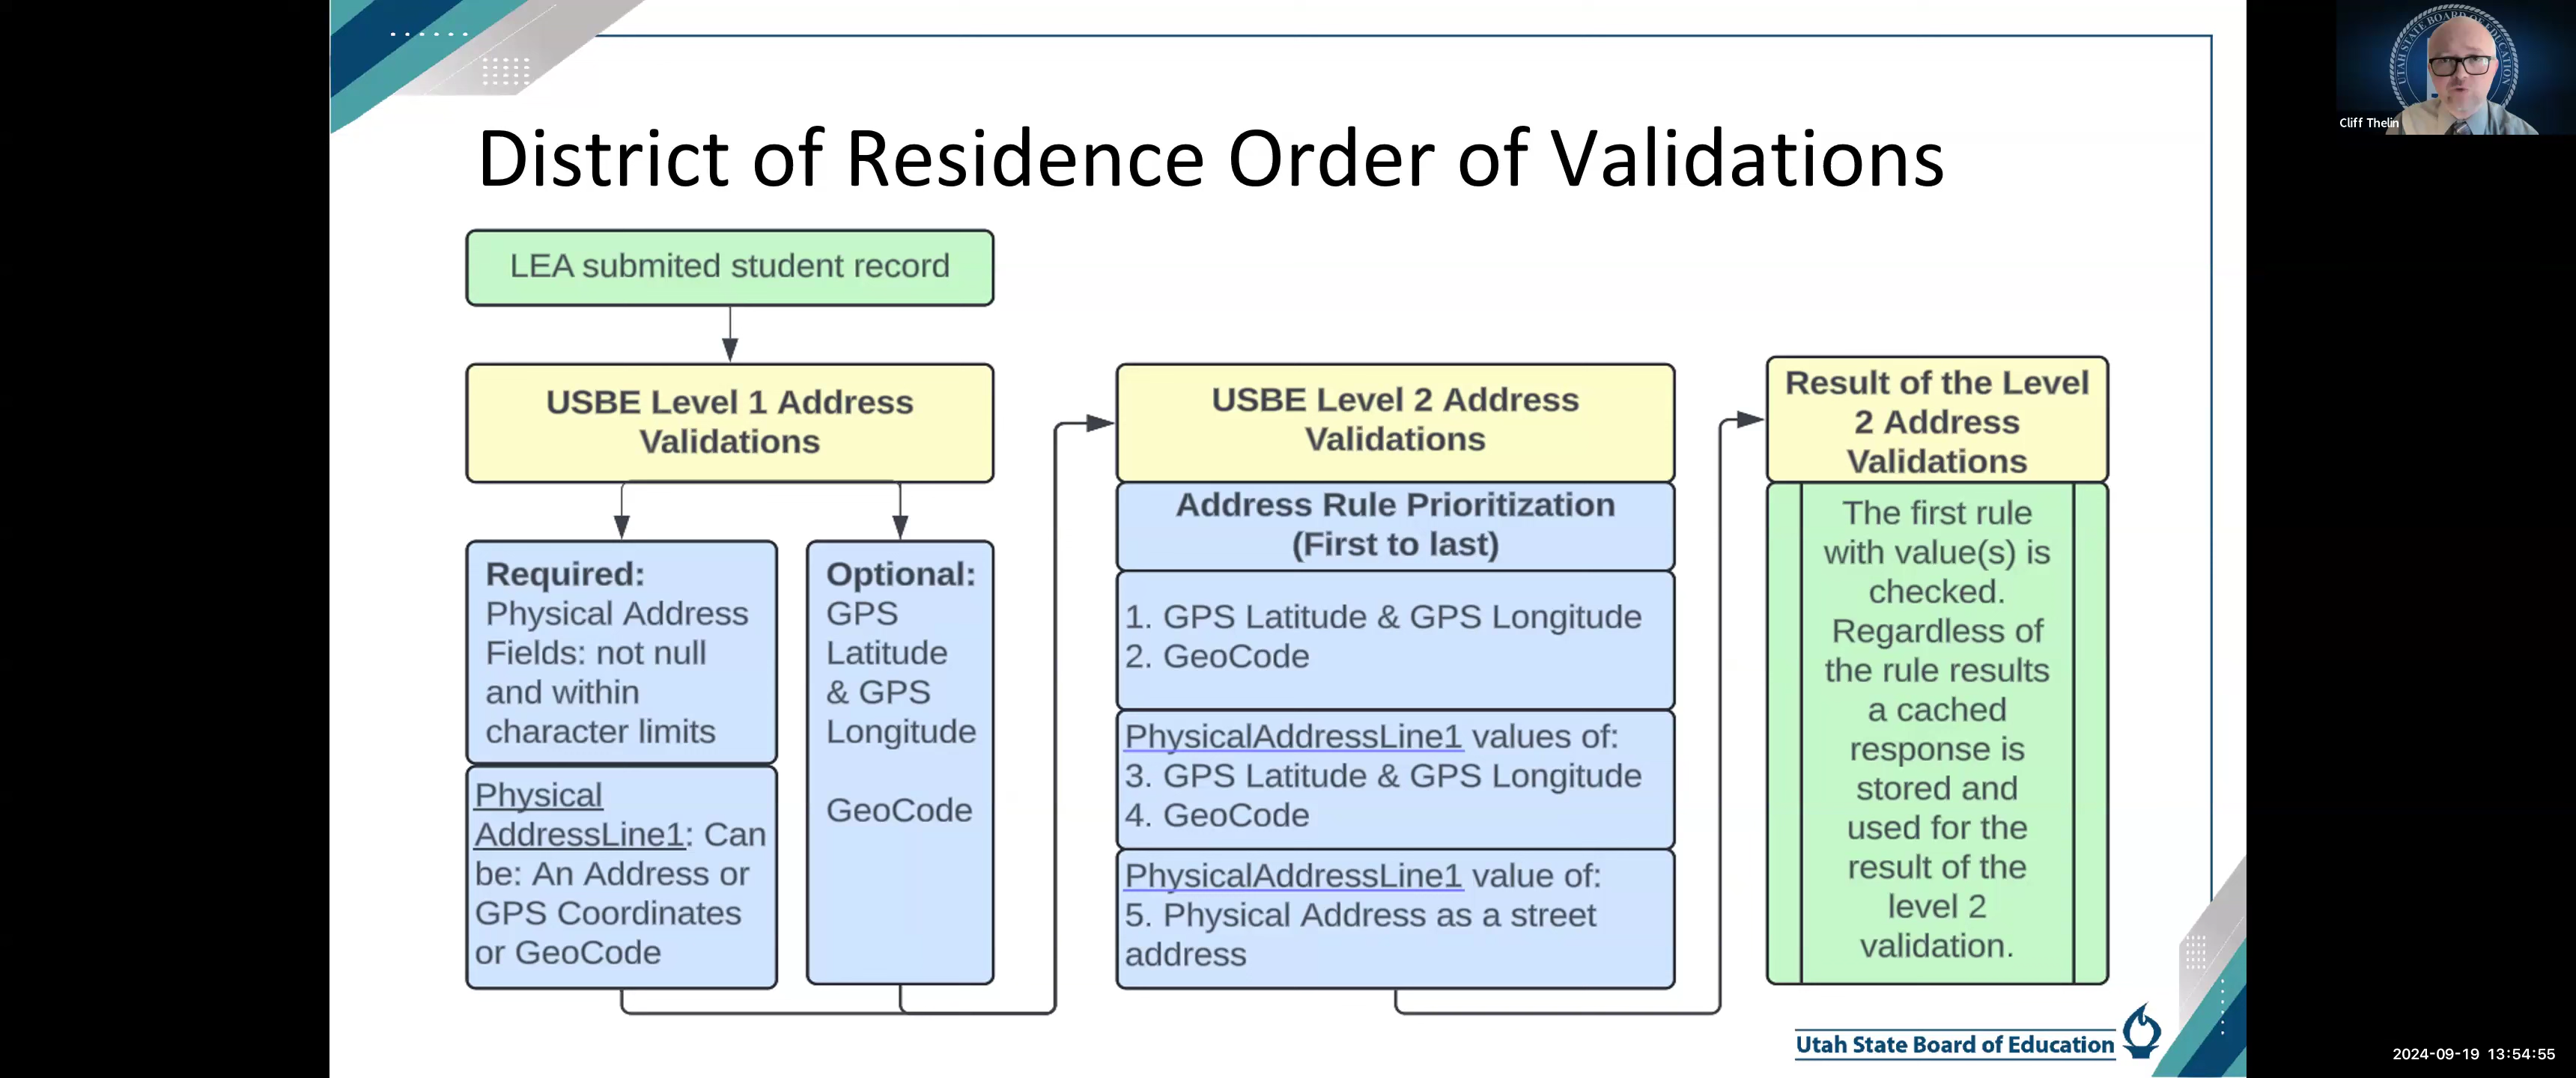 District of Residence Order of Validations
LEA submited student record
USBE Level 1 Address
Validations
Required:
Physical Address
Fields: not null
and within
character limits
Physical
AddressLine1: Can
be: An Address or
GPS Coordinates
or GeoCode
Optional:
GPS
Latitude
& GPS
Longitude
GeoCode
USBE Level 2 Address
Validations
Address Rule Prioritization
(First to last)
1. GPS Latitude & GPS Longitude
2. GeoCode
PhysicalAddressLine1 values of:
3. GPS Latitude & GPS Longitude
4. GeoCode
PhysicalAddressLine1 value of:
5. Physical Address as a street
address
Result of the Level
2 Address
Validations
The first rule
with value(s) is
checked.
Regardless of
the rule results
a cached
response is
stored and
used for the
result of the
level 2
validation.
Utah State Board of Education
UTAH STATE BOARD OF EDUCATION
Cliff Thelin
2024-09-19 13:54:55